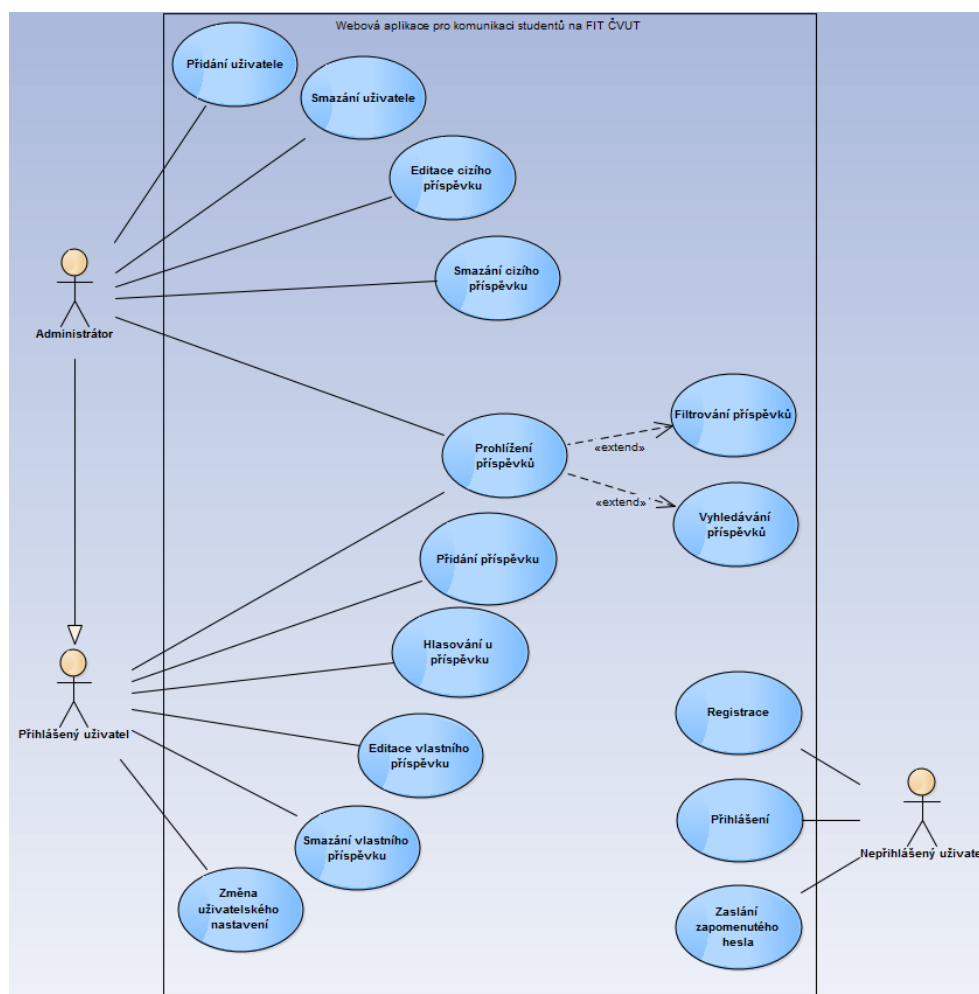 Webová aplikace pro komunikaci studentů na FIT ČVUT
Přidání uživatele
Smazání uživatele
Editace cizího
příspěvku
Smazání cizího
příspěvku
Administrátor
Filtrování příspěvků
«extend»
Prohlížení
příspěvků
«extend»
Vyhledávání
příspěvků
Přidání příspěvku
Hlasování u
příspěvku
Přihlášený uživatel
Editace vlastního
příspěvku
Smazání vlastního
příspěvku
Změna
uživatelského
nastavení
Registrace
Přihlášení
Nepřihlášený uživate
Zaslání
zapomenutého
hesla